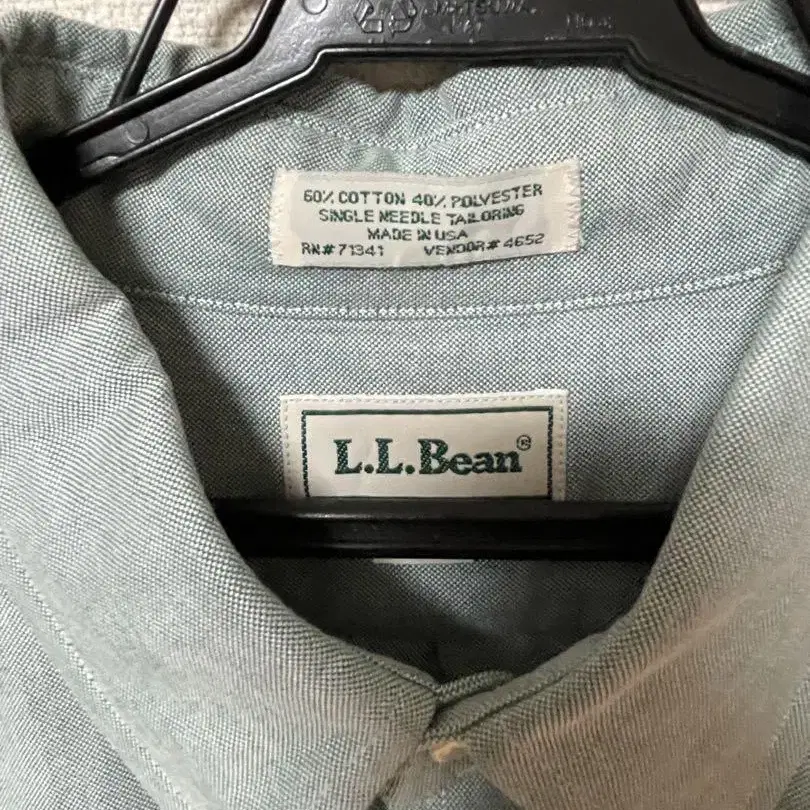 60% COTTON 40% POLYESTER
SINGLE NEEDLE TAILORING
MADE IN USA
RN# 71341 VENDOR# 4652
L.L.Bean®